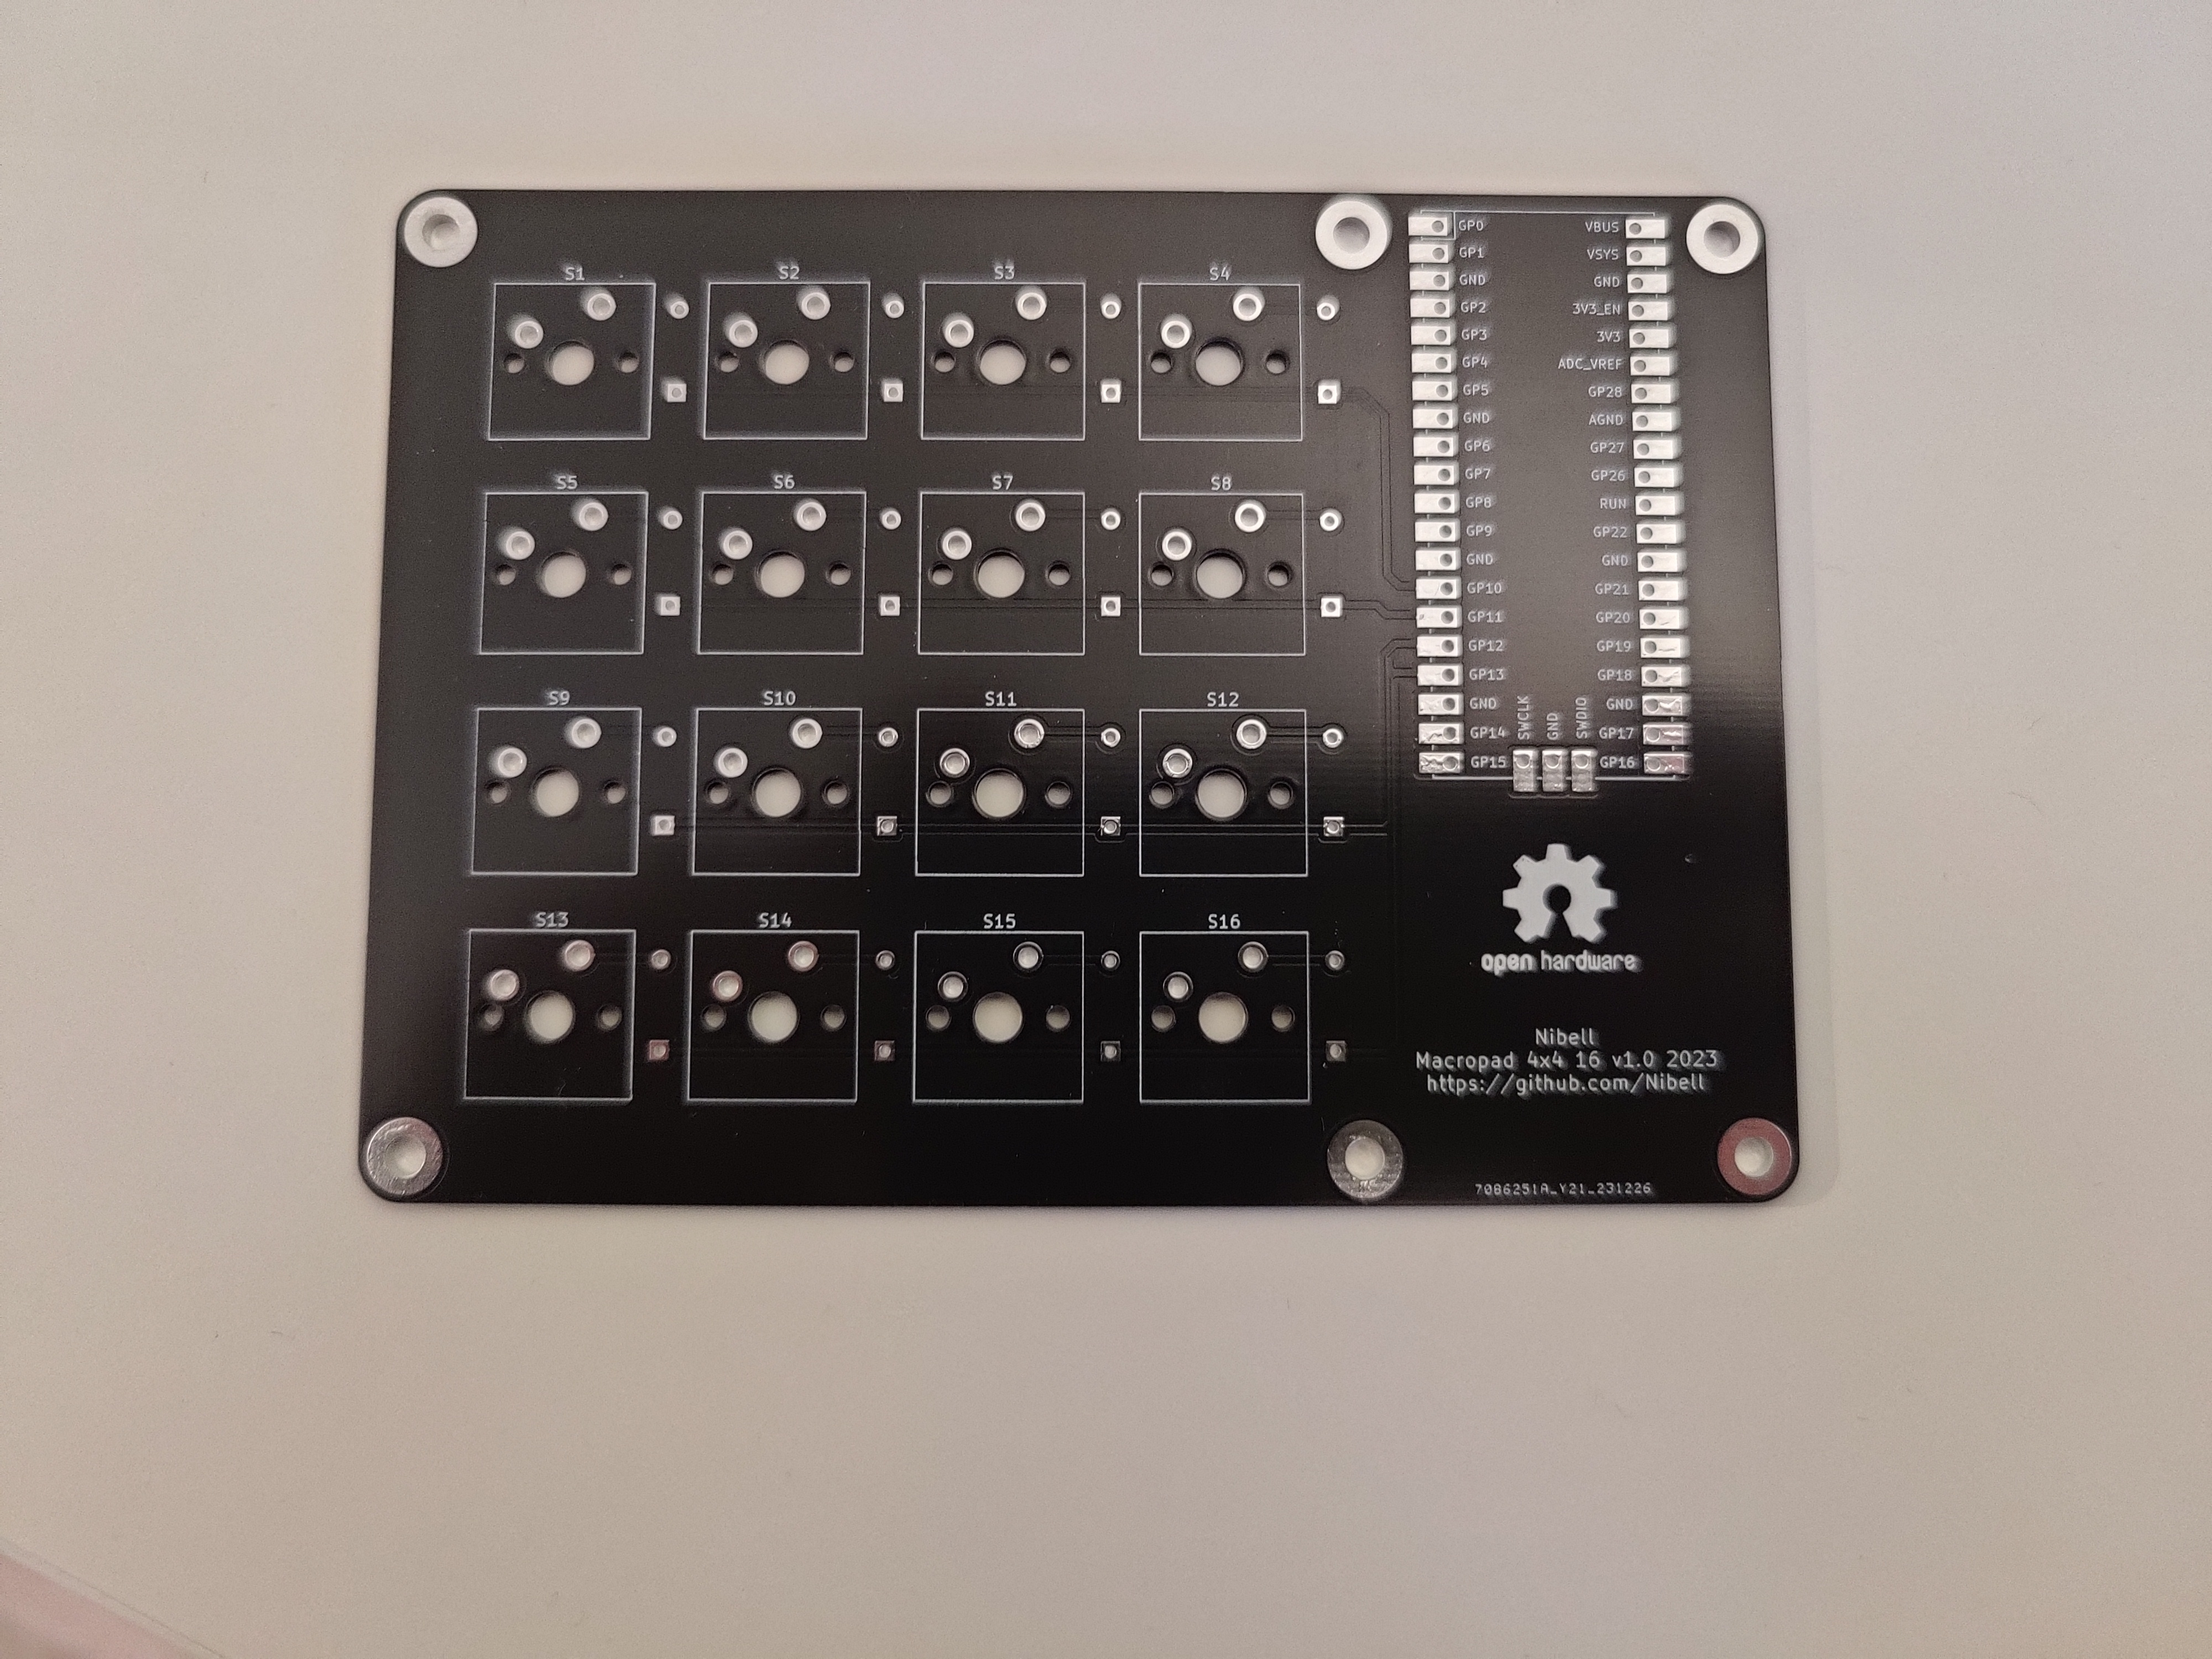 S1 S2 S3 S4
S5 S6 S7 S8
S9 S10 S11 S12
S13 S14 S15 S16
GP0 VBUS
GP1 VSYS
GND GND
GP2 3V3_EN
GP3 3V3
GP4 ADC_VREF
GP5 GP28
GND AGND
GP6 GP27
GP7 GP26
GP8 RUN
GP9 GP22
GND GND
GP10 GP21
GP11 GP20
GP12 GP19
GP13 GP18
GND GND
GP14 GP17
GP15 GP16
SWCLK
GND
SWDIO
open hardware
Nibell
Macropad 4x4 16 v1.0 2023
https://github.com/Nibell
7086251A_Y21_231226